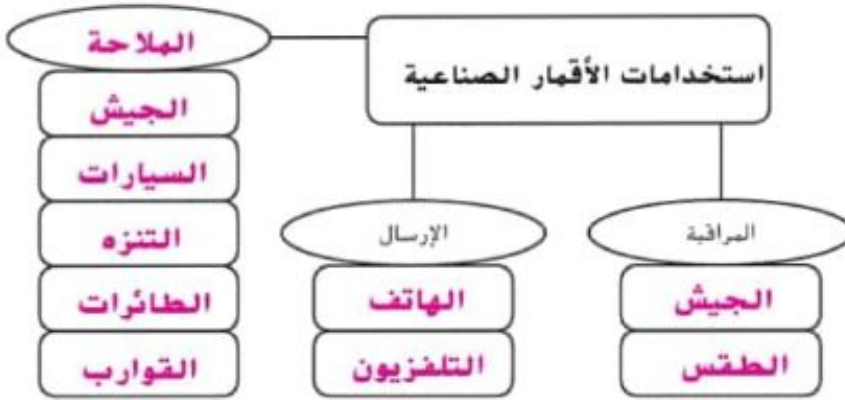 استخدامات الأقمار الصناعية
المراقبة
الجيش
الطقس
الإرسال
الهاتف
التلفزيون
الملاحة
الجيش
السيارات
التنزه
الطائرات
القوارب